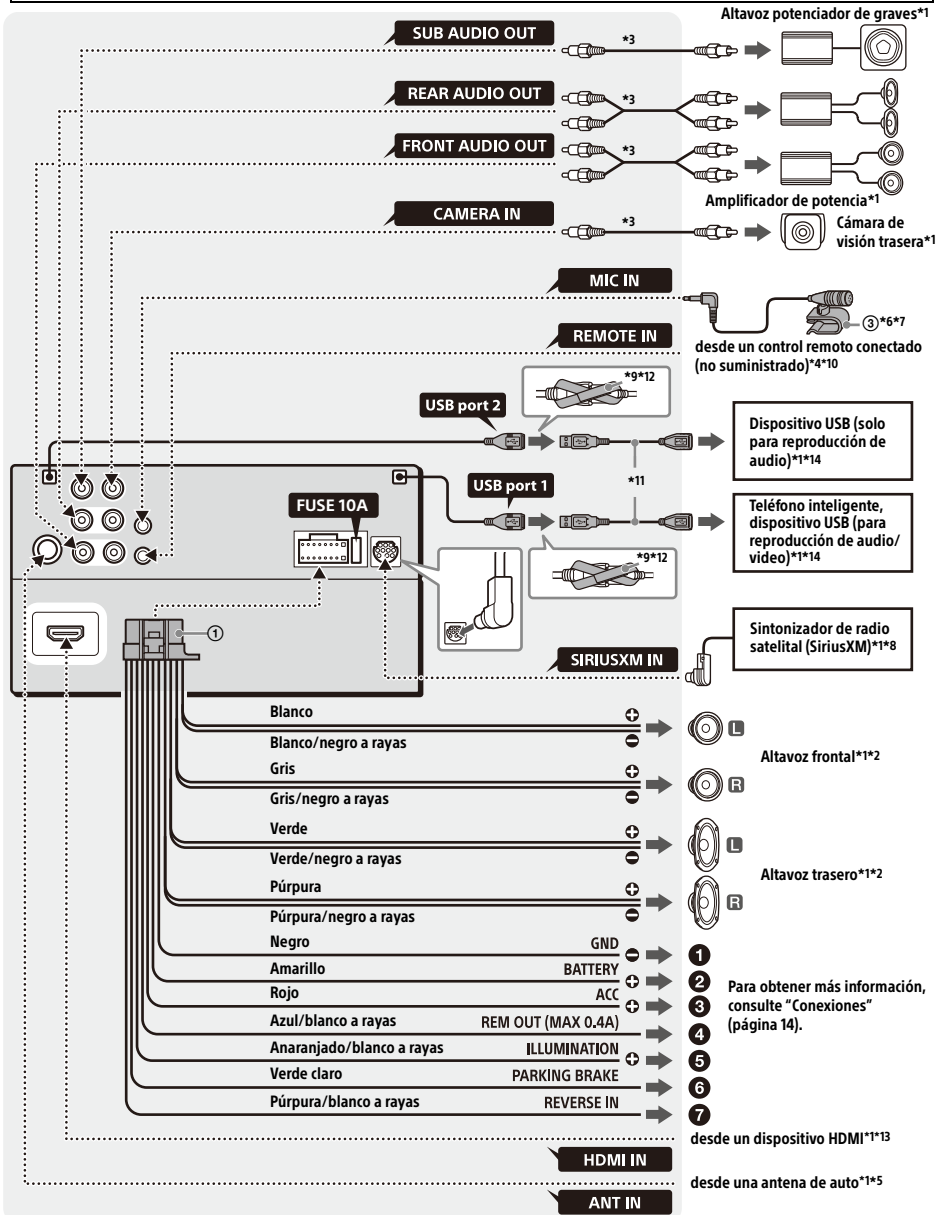 Altavoz potenciador de graves*1
SUB AUDIO OUT
*3
REAR AUDIO OUT
*3
FRONT AUDIO OUT
*3
Amplificador de potencia*1
CAMERA IN
*3
Cámara de
visión trasera*1
MIC IN
③*6*7
REMOTE IN
desde un control remoto conectado
(no suministrado)*4*10
*9*12
USB port 2
Dispositivo USB (solo
para reproducción de
audio)*1*14
*11
USB port 1
FUSE 10A
Teléfono inteligente,
dispositivo USB (para
reproducción de audio/
video)*1*14
*9*12
①
Sintonizador de radio
satelital (SiriusXM)*1*8
SIRIUSXM IN
Blanco
Blanco/negro a rayas
L
Altavoz frontal*1*2
Gris
Gris/negro a rayas
R
Verde
Verde/negro a rayas
L
Altavoz trasero*1*2
Púrpura
Púrpura/negro a rayas
R
Negro GND ❶
Amarillo BATTERY ❷
Rojo ACC ❸
Azul/blanco a rayas REM OUT (MAX 0.4A) ❹
Anaranjado/blanco a rayas ILLUMINATION ❺
Verde claro PARKING BRAKE ❻
Púrpura/blanco a rayas REVERSE IN ❼
Para obtener más información,
consulte “Conexiones”
(página 14).
desde un dispositivo HDMI*1*13
HDMI IN
desde una antena de auto*1*5
ANT IN